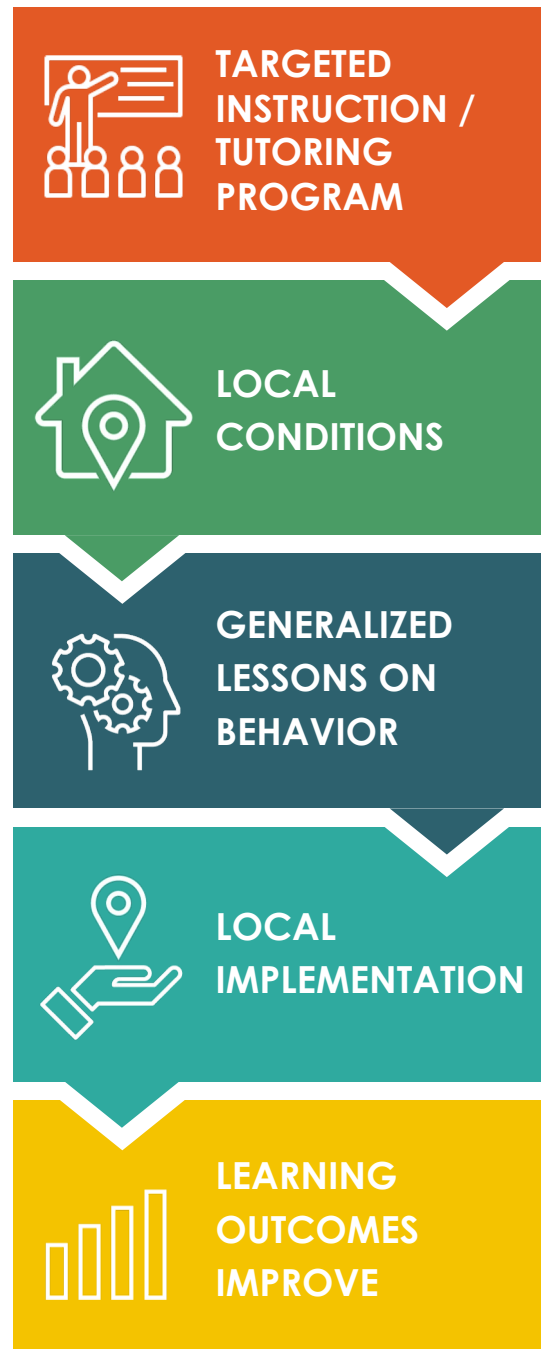 TARGETED
INSTRUCTION /
TUTORING
PROGRAM
LOCAL
CONDITIONS
GENERALIZED
LESSONS ON
BEHAVIOR
LOCAL
IMPLEMENTATION
LEARNING
OUTCOMES
IMPROVE